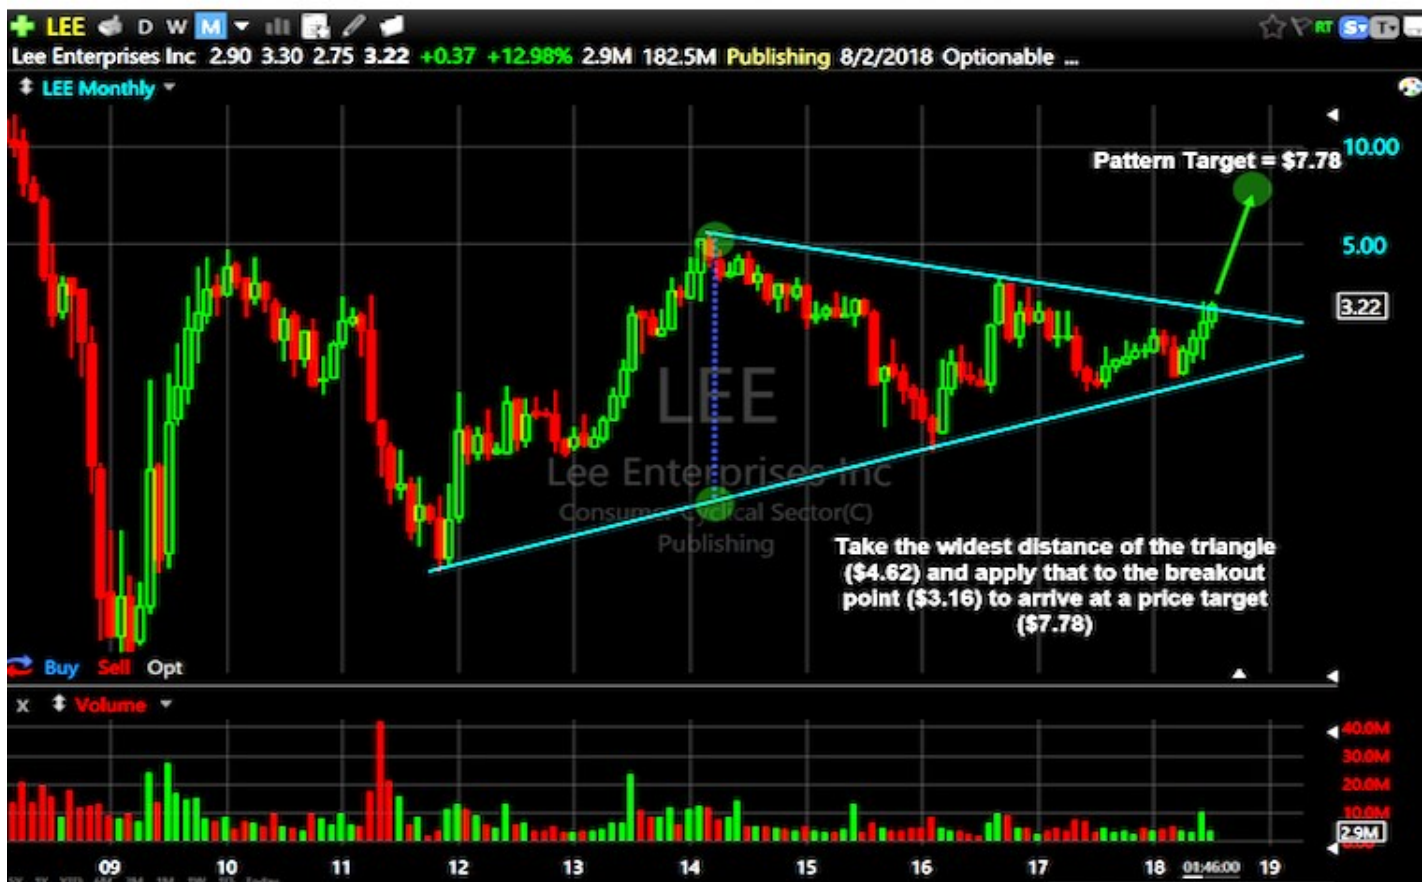 LEE D W M
RT S T
Lee Enterprises Inc 2.90 3.30 2.75 3.22 +0.37 +12.98% 2.9M 182.5M Publishing 8/2/2018 Optionable ...
LEE Monthly
10.00
Pattern Target = $7.78
5.00
3.22
LEE
Lee Enterprises Inc
Consumer Cyclical Sector(C)
Publishing
Take the widest distance of the triangle
($4.62) and apply that to the breakout
point ($3.16) to arrive at a price target
($7.78)
Buy Sell Opt
x Volume
40.0M
30.0M
20.0M
10.0M
2.9M
09 10 11 12 13 14 15 16 17 18 01:46:00 19